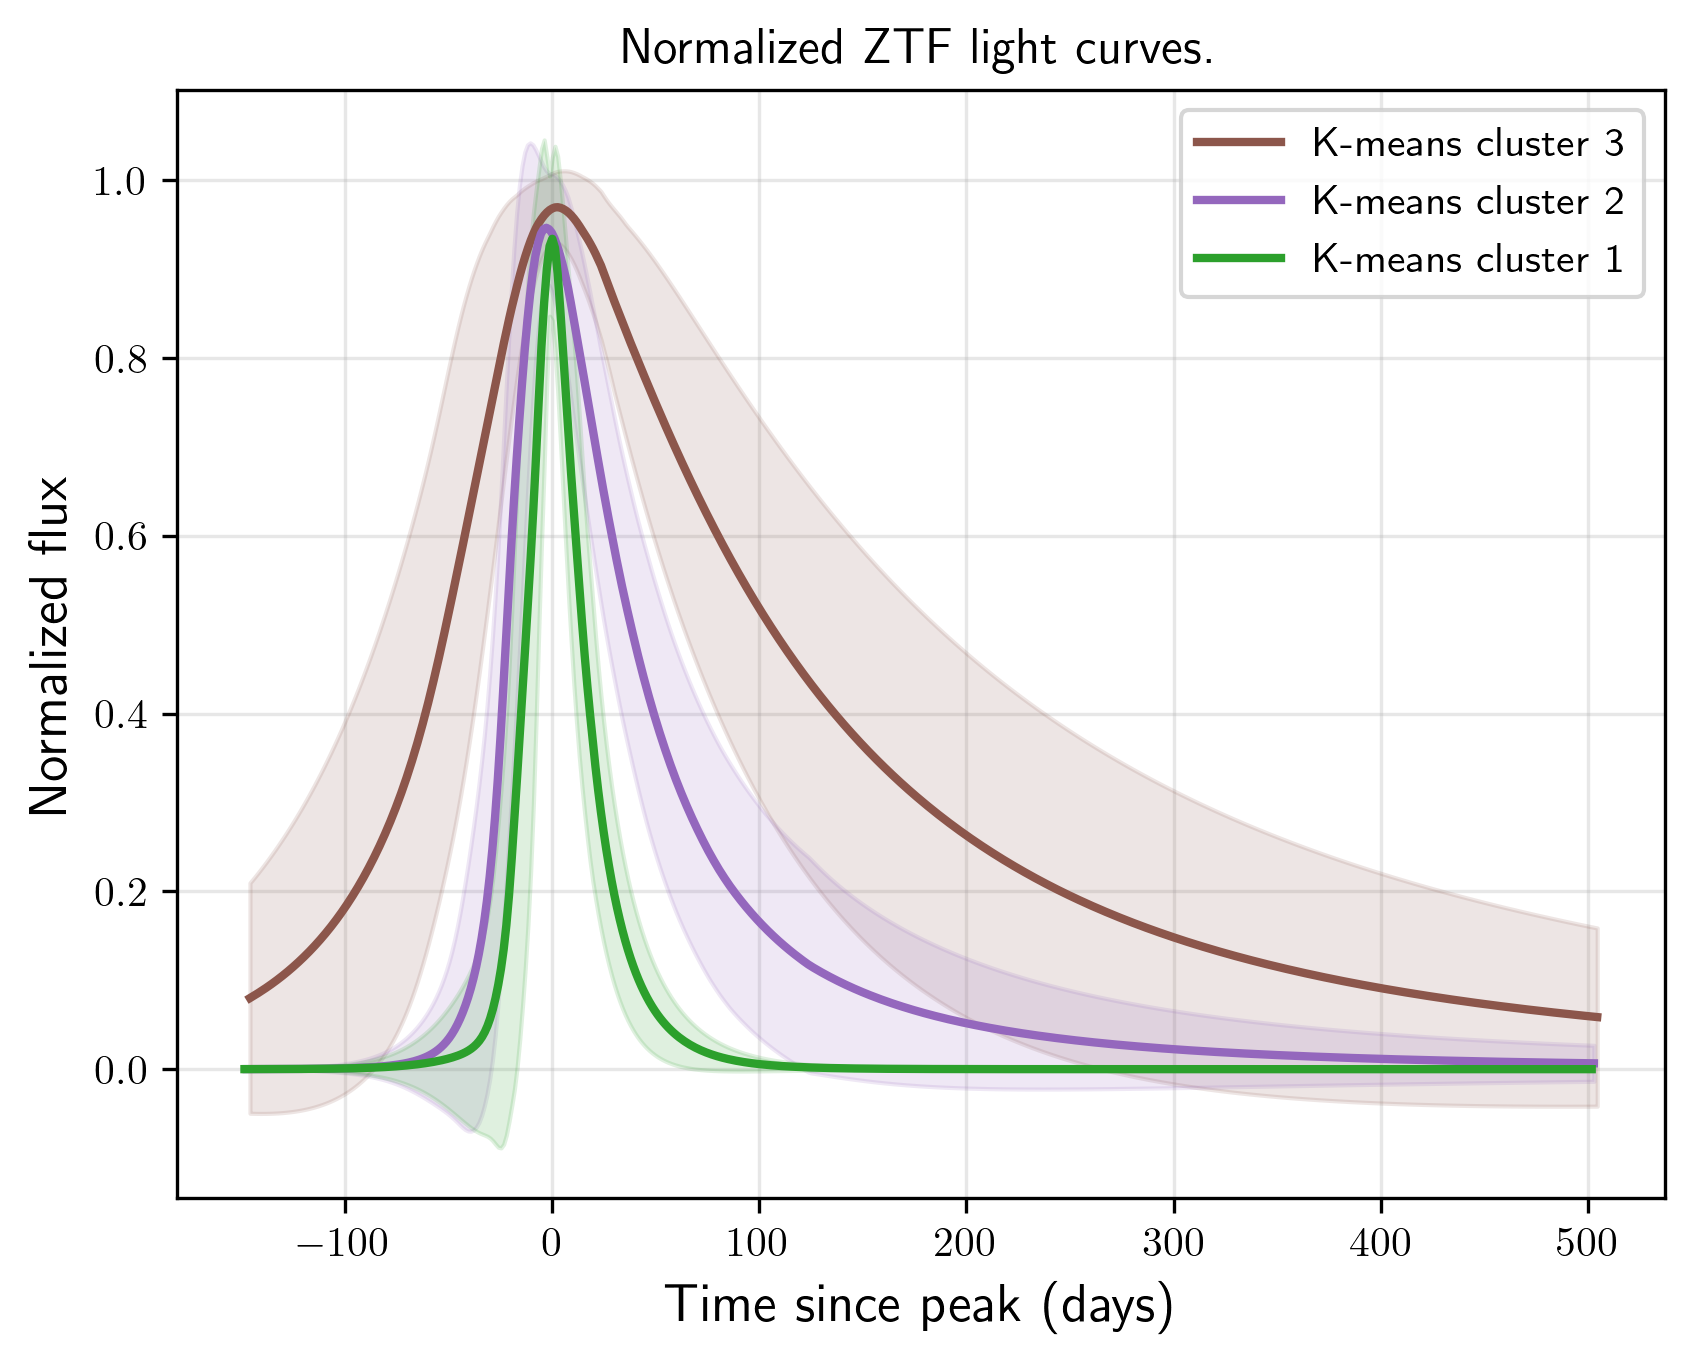 Normalized ZTF light curves.
K-means cluster 3
K-means cluster 2
K-means cluster 1
Normalized flux
1.0
0.8
0.6
0.4
0.2
0.0
−100 0 100 200 300 400 500
Time since peak (days)